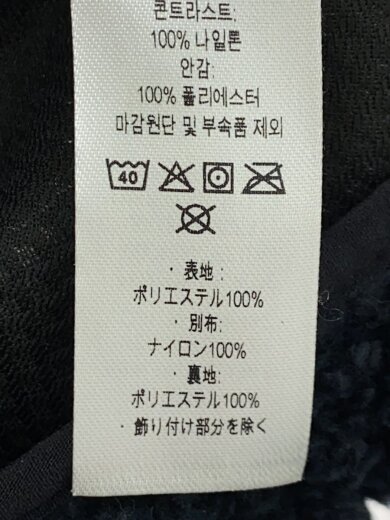 콘트라스트:
100% 나일론
안감:
100% 폴리에스터
마감원단 및 부속품 제외
40
· 表地 :
ポリエステル100%
· 別布:
ナイロン100%
· 裏地:
ポリエステル100%
· 飾り付け部分を除く